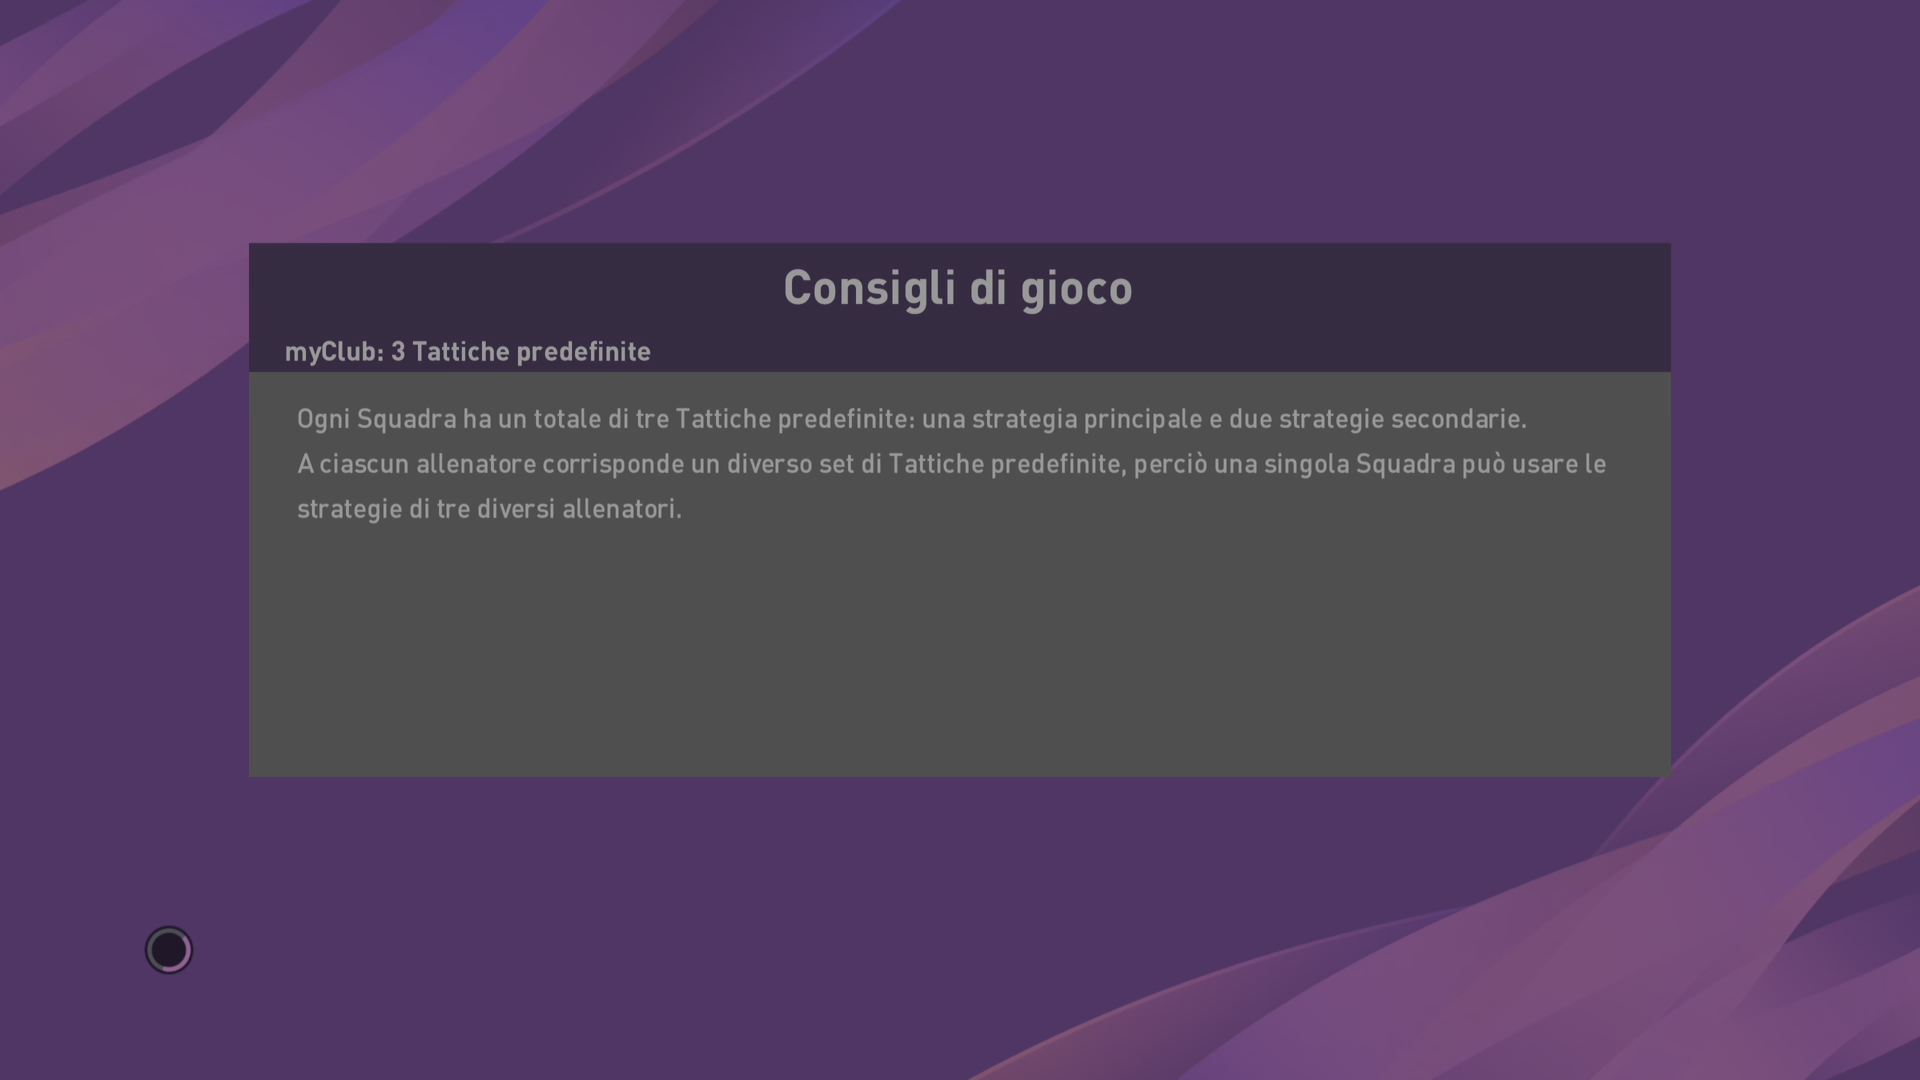 Consigli di gioco
myClub: 3 Tattiche predefinite
Ogni Squadra ha un totale di tre Tattiche predefinite: una strategia principale e due strategie secondarie.
A ciascun allenatore corrisponde un diverso set di Tattiche predefinite, perciò una singola Squadra può usare le
strategie di tre diversi allenatori.